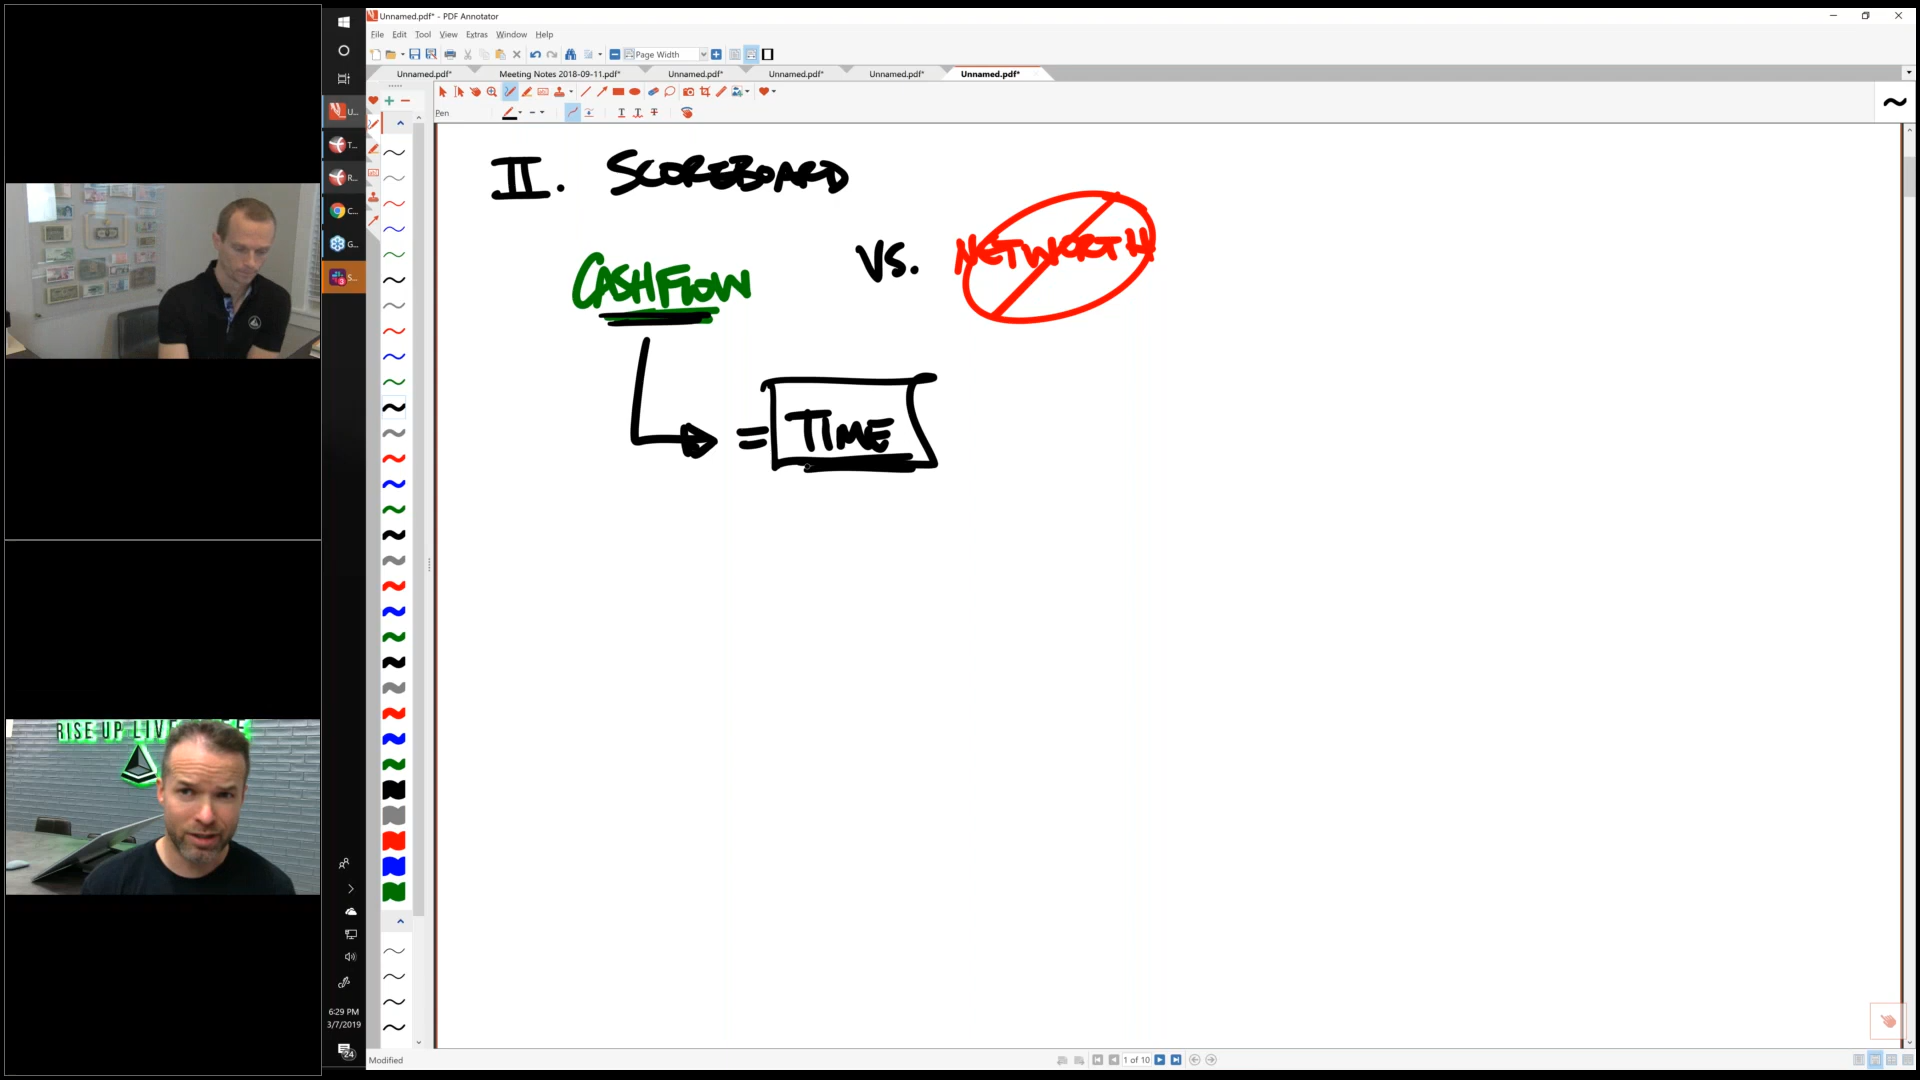 Unnamed.pdf* - PDF Annotator
File Edit Tool View Extras Window Help
Page Width
Unnamed.pdf* Meeting Notes 2018-09-11.pdf* Unnamed.pdf* Unnamed.pdf* Unnamed.pdf* Unnamed.pdf*
Pen
II. SCOREBOARD
CASHFLOW VS. NETWORTH
= TIME
U...
T...
R...
C...
G...
S...
RISE UP LIV
6:29 PM
3/7/2019
24
Modified
1 of 10